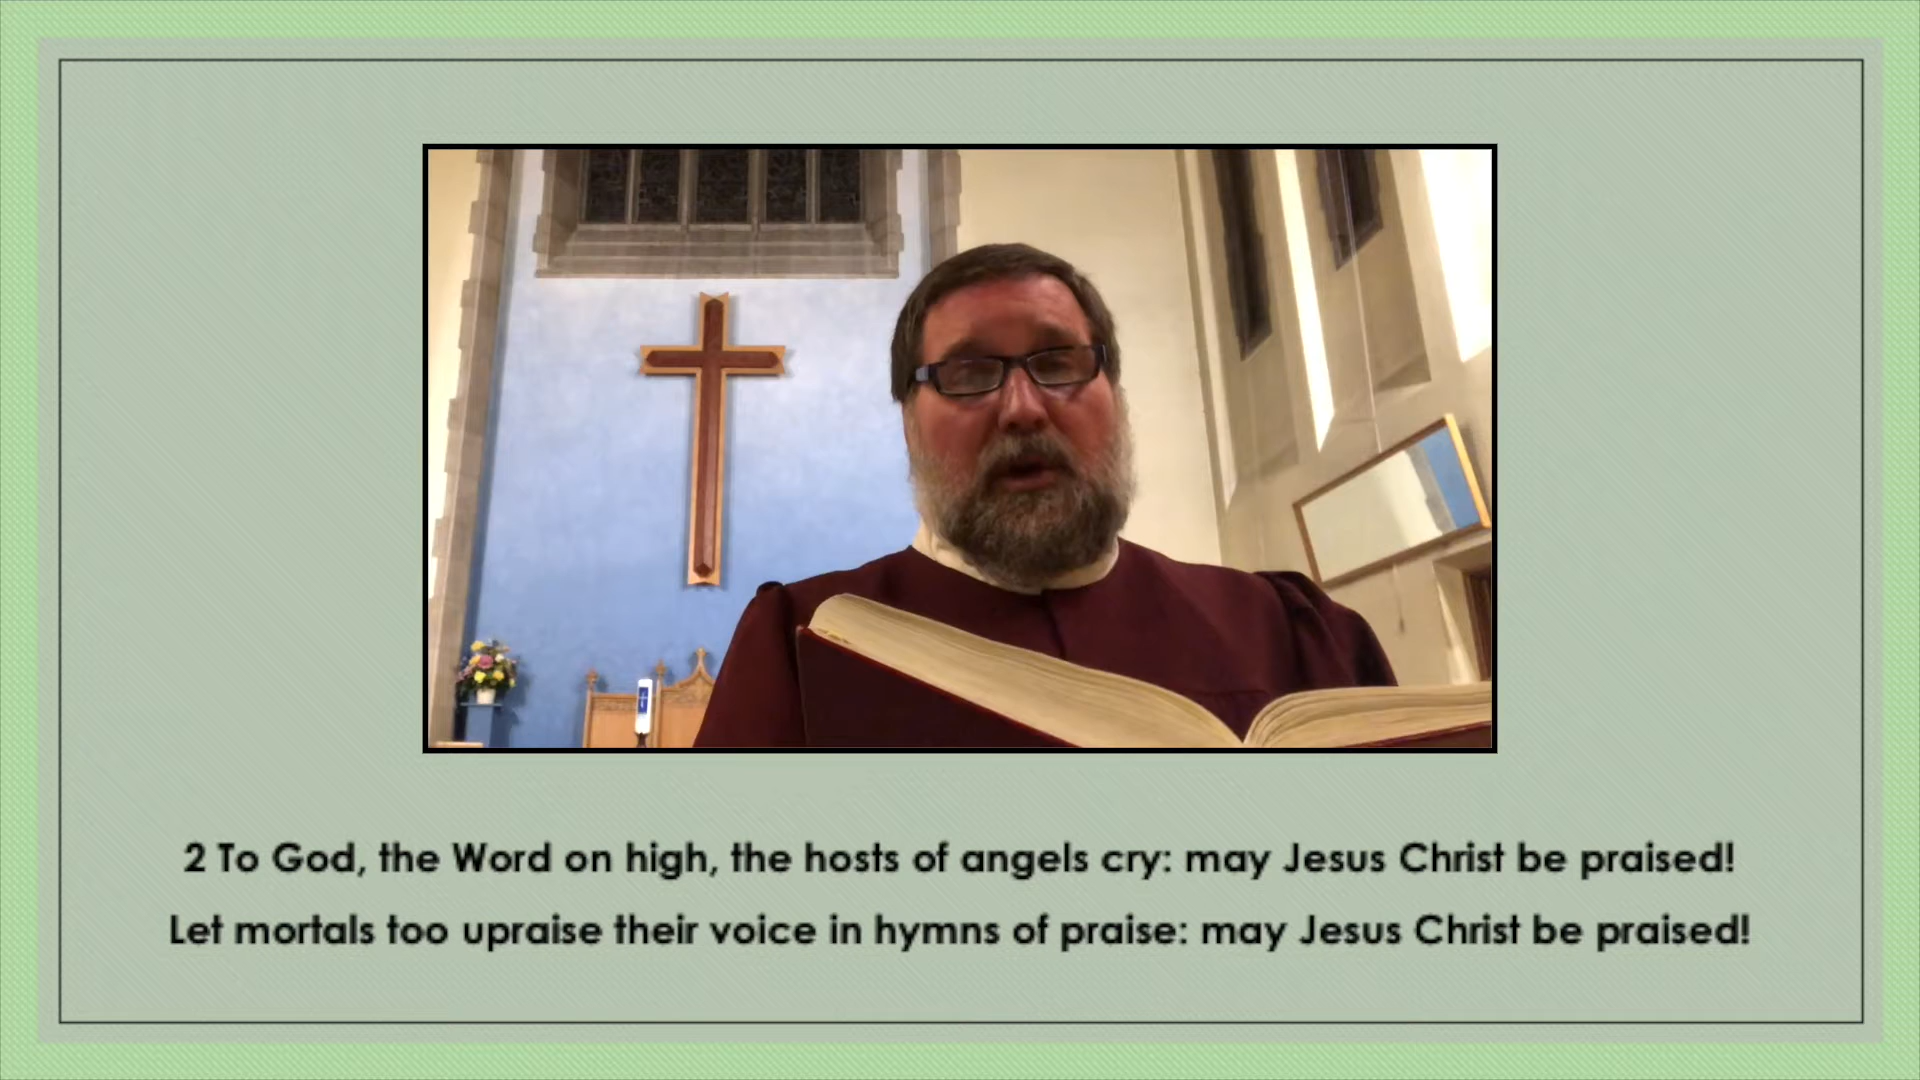 2 To God, the Word on high, the hosts of angels cry: may Jesus Christ be praised!
Let mortals too upraise their voice in hymns of praise: may Jesus Christ be praised!